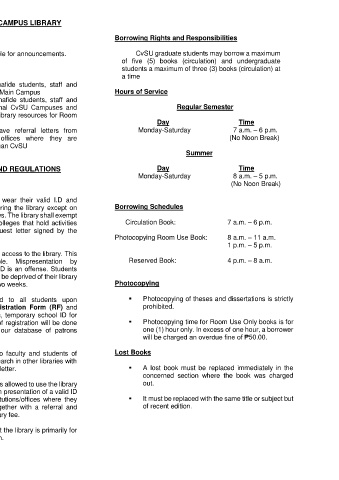 CAMPUS LIBRARY
le for announcements.
nafide students, staff and
Main Campus
nafide students, staff and
nal CvSU Campuses and
ibrary resources for Room
ave referral letters from
offices where they are
an CvSU
ND REGULATIONS
wear their valid I.D and
ring the library except on
ys. The library shall exempt
olleges that hold activities
uest letter signed by the
access to the library. This
ble. Mispresentation by
D is an offense. Students
be deprived of their library
wo weeks.
d to all students upon
istration Form (RF) and
, temporary school ID for
of registration will be done
our database of patrons
o faculty and students of
earch in other libraries with
letter.
s allowed to use the library
n presentation of a valid ID
tutions/offices where they
gether with a referral and
ary fee.
t the library is primarily for
n.
Borrowing Rights and Responsibilities
CvSU graduate students may borrow a maximum
of five (5) books (circulation) and undergraduate
students a maximum of three (3) books (circulation) at
a time
Hours of Service
Regular Semester
Day Time
Monday-Saturday 7 a.m. – 6 p.m.
(No Noon Break)
Summer
Day Time
Monday-Saturday 8 a.m. – 5 p.m.
(No Noon Break)
Borrowing Schedules
Circulation Book: 7 a.m. – 6 p.m.
Photocopying Room Use Book: 8 a.m. – 11 a.m.
1 p.m. – 5 p.m.
Reserved Book: 4 p.m. – 8 a.m.
Photocopying
▪ Photocopying of theses and dissertations is strictly
prohibited.
▪ Photocopying time for Room Use Only books is for
one (1) hour only. In excess of one hour, a borrower
will be charged an overdue fine of ₱50.00.
Lost Books
▪ A lost book must be replaced immediately in the
concerned section where the book was charged
out.
▪ It must be replaced with the same title or subject but
of recent edition.